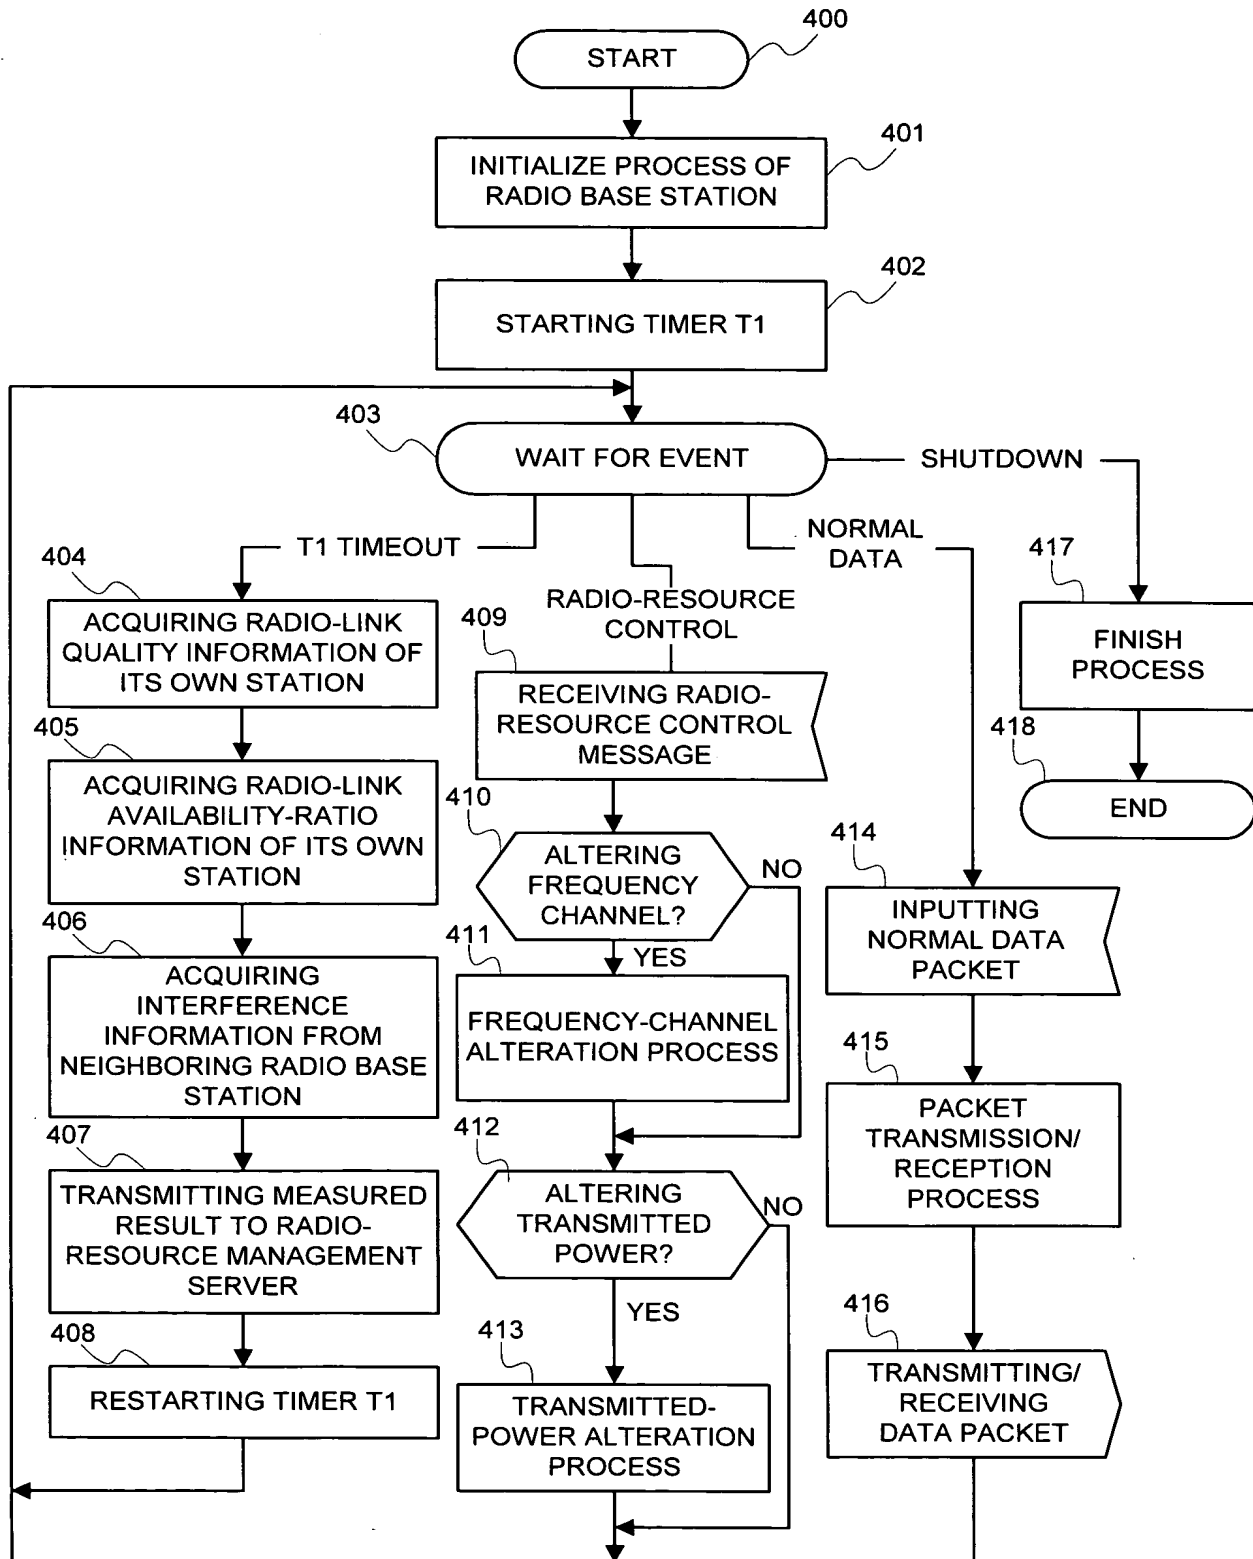 400
START
401
INITIALIZE PROCESS OF
RADIO BASE STATION
402
STARTING TIMER T1
403
WAIT FOR EVENT
SHUTDOWN
T1 TIMEOUT
NORMAL
DATA
RADIO-RESOURCE
CONTROL
404
ACQUIRING RADIO-LINK
QUALITY INFORMATION OF
ITS OWN STATION
405
ACQUIRING RADIO-LINK
AVAILABILITY-RATIO
INFORMATION OF ITS OWN
STATION
406
ACQUIRING
INTERFERENCE
INFORMATION FROM
NEIGHBORING RADIO BASE
STATION
407
TRANSMITTING MEASURED
RESULT TO RADIO-
RESOURCE MANAGEMENT
SERVER
408
RESTARTING TIMER T1
409
RECEIVING RADIO-
RESOURCE CONTROL
MESSAGE
410
ALTERING
FREQUENCY
CHANNEL?
NO
YES
411
FREQUENCY-CHANNEL
ALTERATION PROCESS
412
ALTERING
TRANSMITTED
POWER?
NO
YES
413
TRANSMITTED-
POWER ALTERATION
PROCESS
414
INPUTTING
NORMAL DATA
PACKET
415
PACKET
TRANSMISSION/
RECEPTION
PROCESS
416
TRANSMITTING/
RECEIVING
DATA PACKET
417
FINISH
PROCESS
418
END